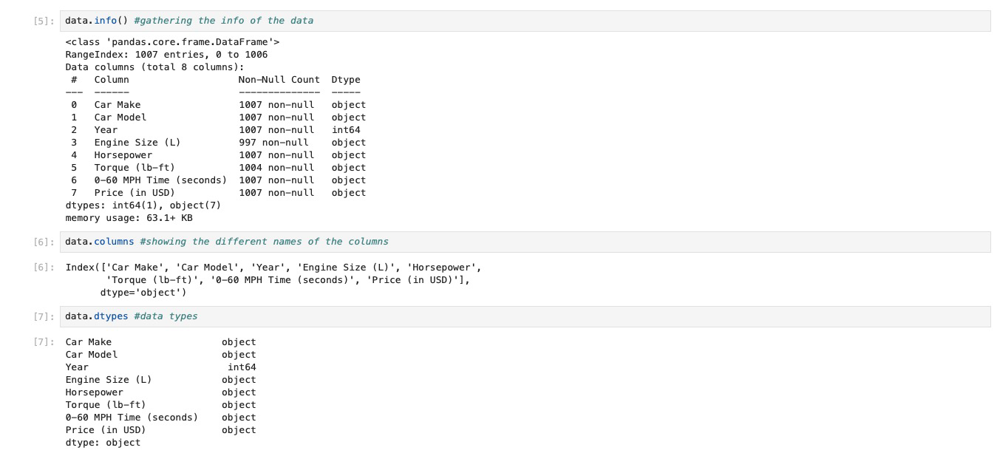 [5]: data.info() #gathering the info of the data
<class 'pandas.core.frame.DataFrame'>
RangeIndex: 1007 entries, 0 to 1006
Data columns (total 8 columns):
 #   Column                   Non-Null Count  Dtype
---  ------                   --------------  -----
 0   Car Make                 1007 non-null   object
 1   Car Model                1007 non-null   object
 2   Year                     1007 non-null   int64
 3   Engine Size (L)          997 non-null    object
 4   Horsepower               1007 non-null   object
 5   Torque (lb-ft)           1004 non-null   object
 6   0-60 MPH Time (seconds)  1007 non-null   object
 7   Price (in USD)           1007 non-null   object
dtypes: int64(1), object(7)
memory usage: 63.1+ KB
[6]: data.columns #showing the different names of the columns
[6]: Index(['Car Make', 'Car Model', 'Year', 'Engine Size (L)', 'Horsepower',
       'Torque (lb-ft)', '0-60 MPH Time (seconds)', 'Price (in USD)'],
      dtype='object')
[7]: data.dtypes #data types
[7]: Car Make                   object
Car Model                  object
Year                        int64
Engine Size (L)            object
Horsepower                 object
Torque (lb-ft)             object
0-60 MPH Time (seconds)    object
Price (in USD)             object
dtype: object